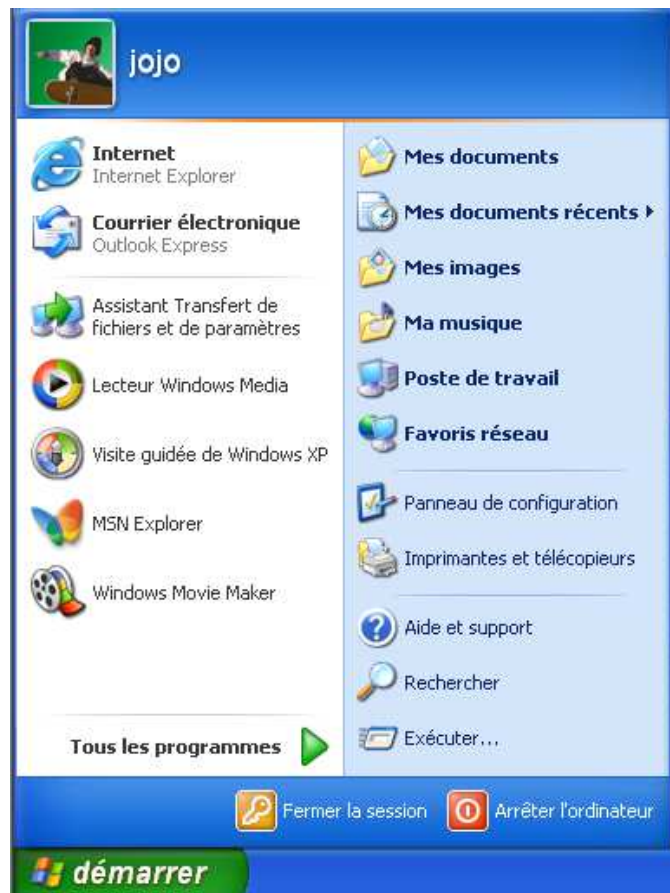 jojo
Internet
Internet Explorer
Courrier électronique
Outlook Express
Assistant Transfert de
fichiers et de paramètres
Lecteur Windows Media
Visite guidée de Windows XP
MSN Explorer
Windows Movie Maker
Tous les programmes
Mes documents
Mes documents récents
Mes images
Ma musique
Poste de travail
Favoris réseau
Panneau de configuration
Imprimantes et télécopieurs
Aide et support
Rechercher
Exécuter...
Fermer la session
Arrêter l'ordinateur
démarrer